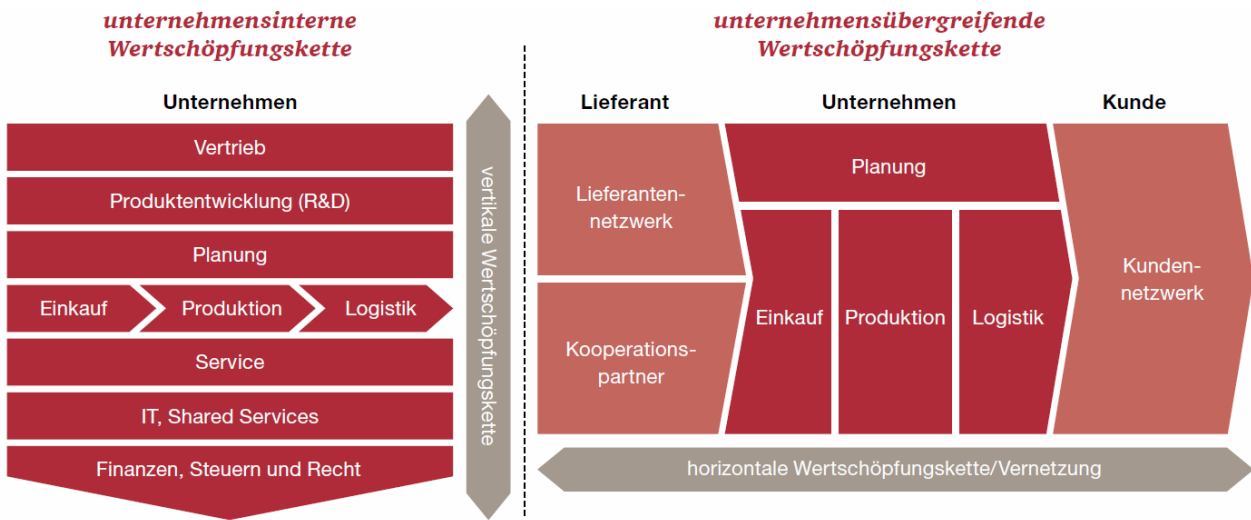 unternehmensinterne
Wertschöpfungskette
Unternehmen
Vertrieb
Produktentwicklung (R&D)
Planung
Einkauf
Produktion
Logistik
Service
IT, Shared Services
Finanzen, Steuern und Recht
vertikale Wertschöpfungskette
unternehmensübergreifende
Wertschöpfungskette
Lieferant
Unternehmen
Kunde
Lieferanten-
netzwerk
Kooperations-
partner
Planung
Einkauf
Produktion
Logistik
Kunden-
netzwerk
horizontale Wertschöpfungskette/Vernetzung